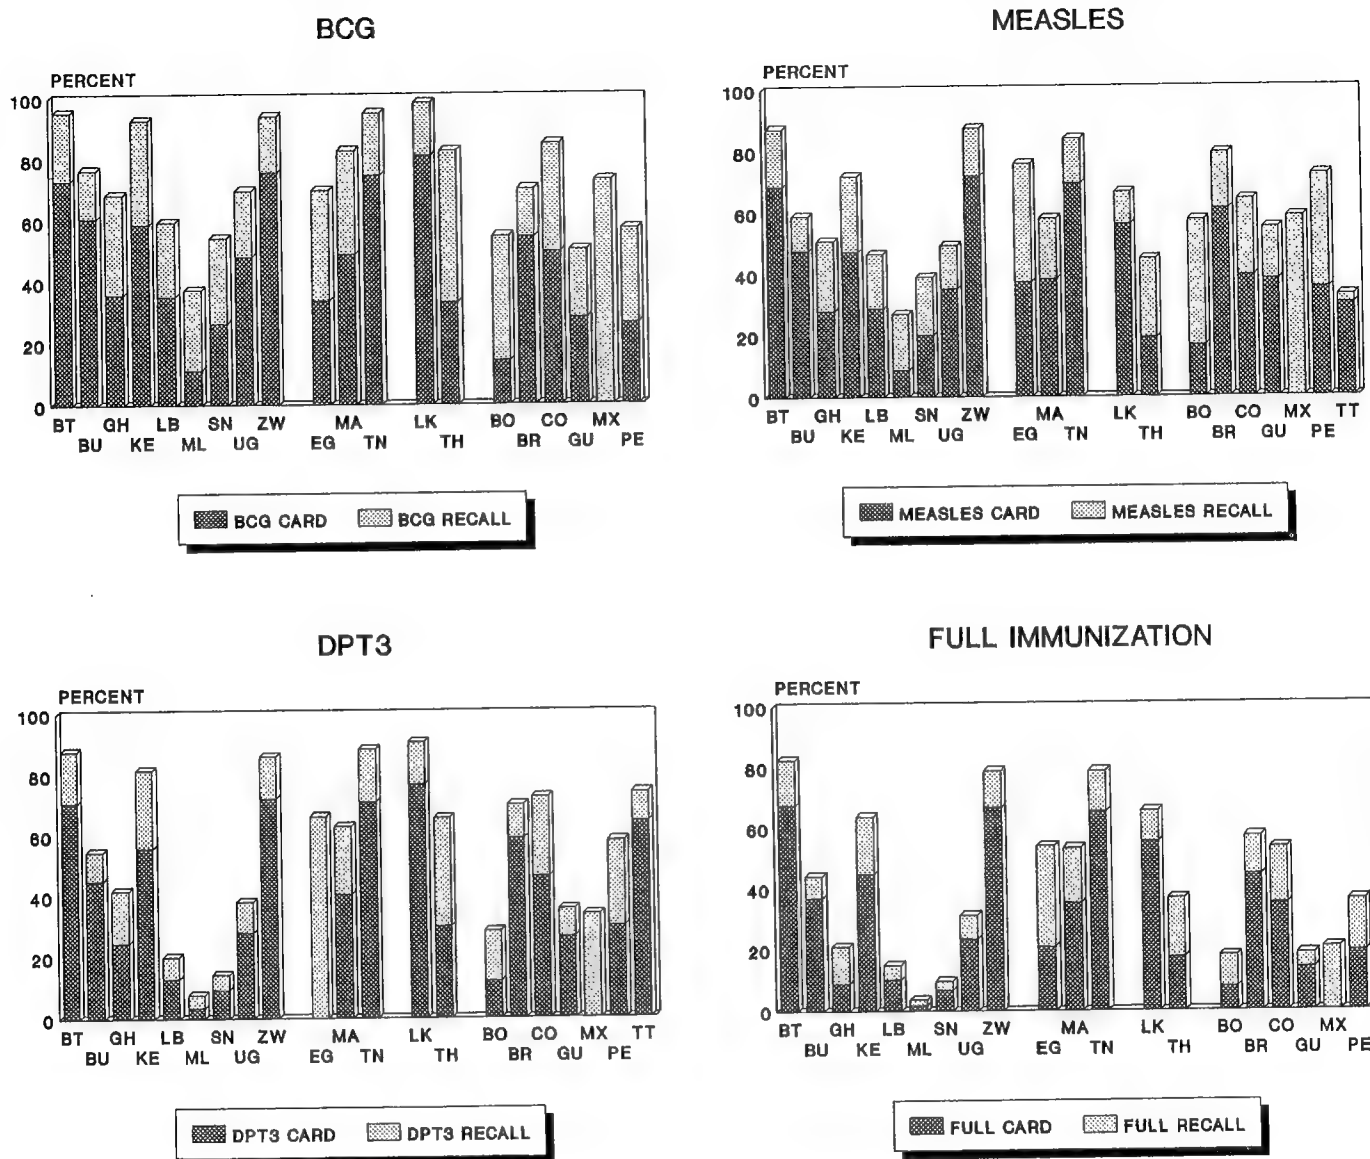 BCG
PERCENT
100
80
60
40
20
0
BT GH LB SN ZW MA LK BO CO MX
BU KE ML UG EG TN TH BR GU PE
BCG CARD BCG RECALL
MEASLES
PERCENT
100
80
60
40
20
0
BT GH LB SN ZW MA LK BO CO MX TT
BU KE ML UG EG TN TH BR GU PE
MEASLES CARD MEASLES RECALL
DPT3
PERCENT
100
80
60
40
20
0
BT GH LB SN ZW MA LK BO CO MX TT
BU KE ML UG EG TN TH BR GU PE
DPT3 CARD DPT3 RECALL
FULL IMMUNIZATION
PERCENT
100
80
60
40
20
0
BT GH LB SN ZW MA LK BO CO MX
BU KE ML UG EG TN TH BR GU PE
FULL CARD FULL RECALL